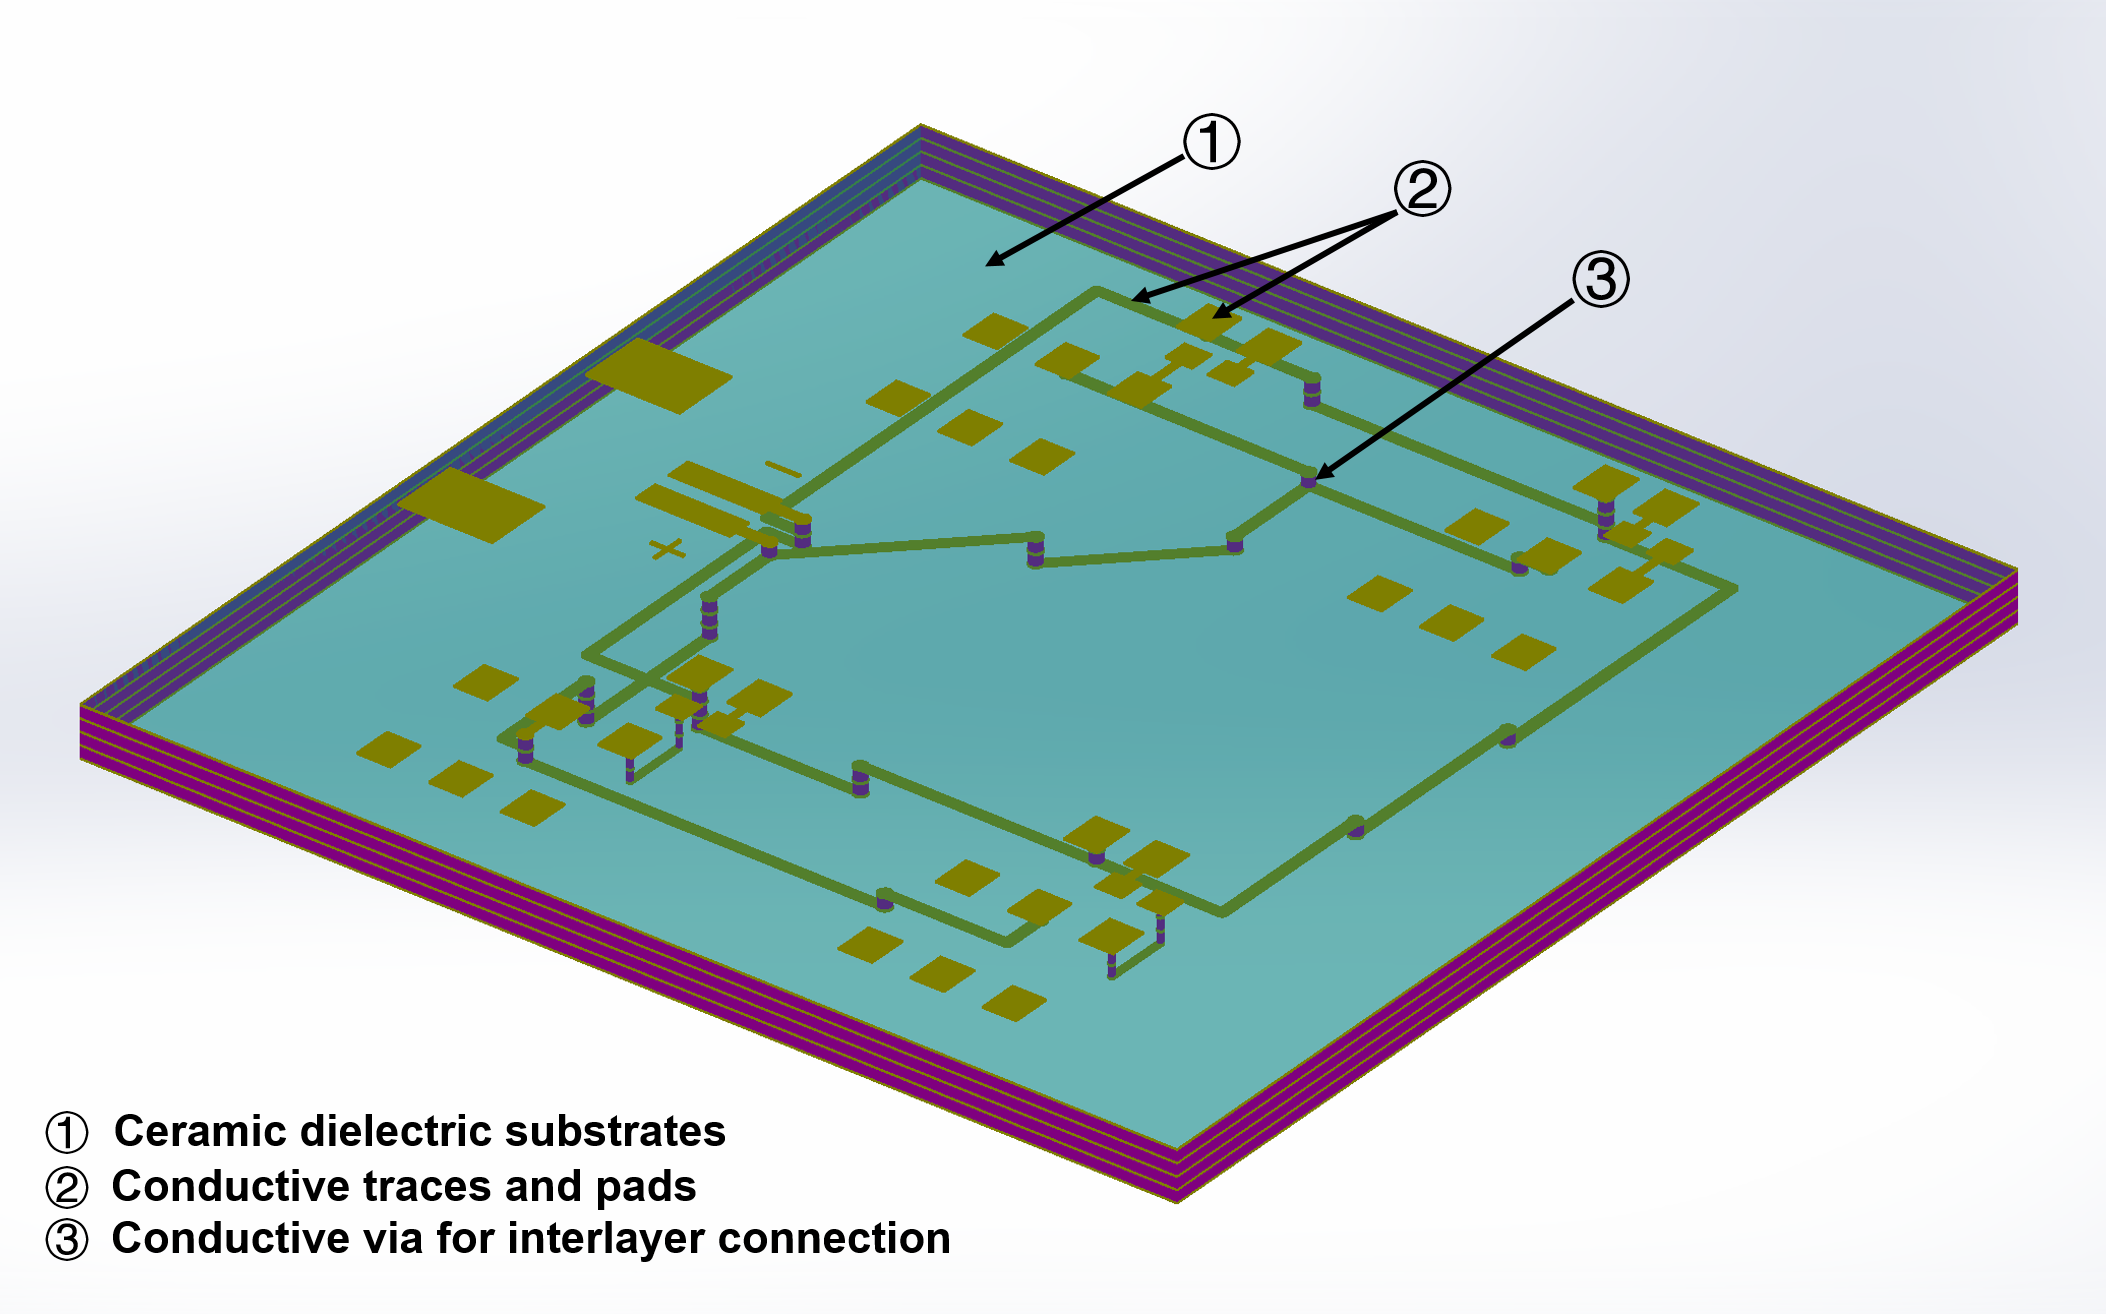 ①
②
③
① Ceramic dielectric substrates
② Conductive traces and pads
③ Conductive via for interlayer connection